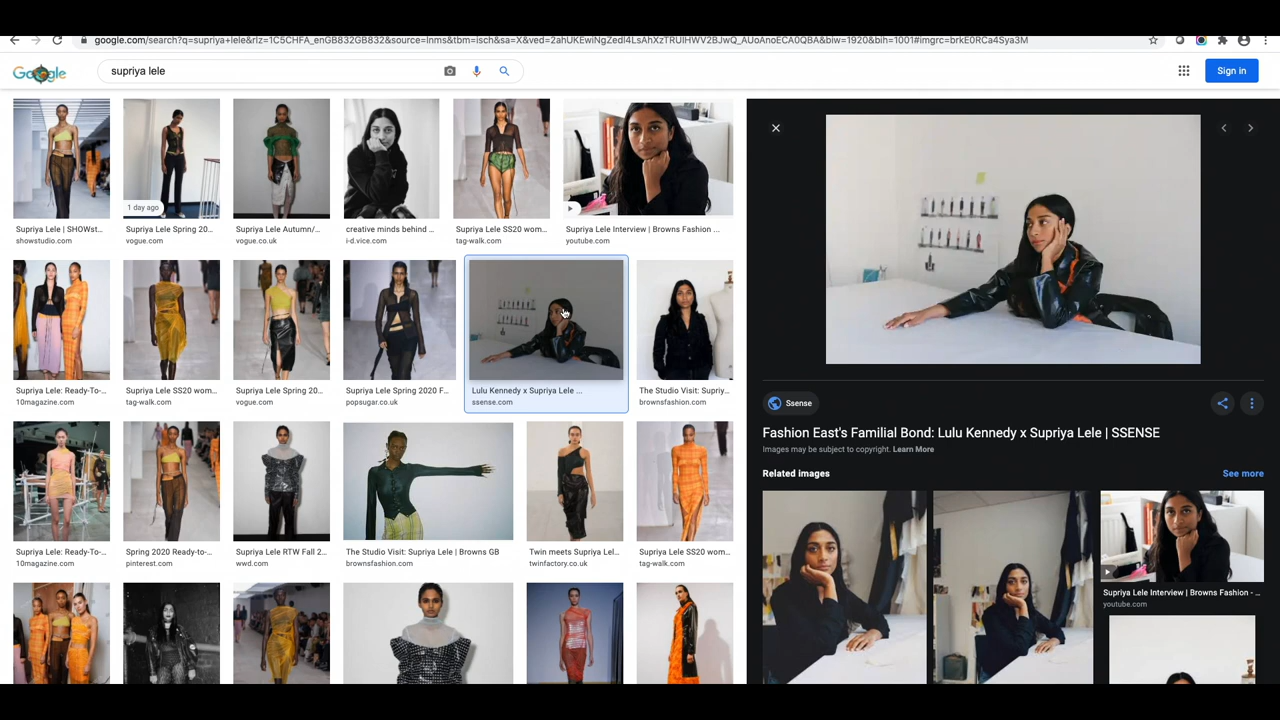 google.com/search?q=supriya+lele&rlz=1C5CHFA_enGB832GB832&source=lnms&tbm=isch&sa=X&ved=2ahUKEwiNgZedl4LsAhXzTRUIHWV2BJwQ_AUoAnoECA0QBA&biw=1920&bih=1001#imgrc=brkE0RCa4Sya3M
Google
supriya lele
Sign in
1 day ago
Supriya Lele | SHOWst...
showstudio.com
Supriya Lele Spring 20...
vogue.com
Supriya Lele Autumn/...
vogue.co.uk
creative minds behind ...
i-d.vice.com
Supriya Lele SS20 wom...
tag-walk.com
Supriya Lele Interview | Browns Fashion ...
youtube.com
Supriya Lele: Ready-To-...
10magazine.com
Supriya Lele SS20 wom...
tag-walk.com
Supriya Lele Spring 20...
vogue.com
Supriya Lele Spring 2020 F...
popsugar.co.uk
Lulu Kennedy x Supriya Lele ...
ssense.com
The Studio Visit: Supriy...
brownsfashion.com
Supriya Lele: Ready-To-...
10magazine.com
Spring 2020 Ready-to-...
pinterest.com
Supriya Lele RTW Fall 2...
wwd.com
The Studio Visit: Supriya Lele | Browns GB
brownsfashion.com
Twin meets Supriya Lel...
twinfactory.co.uk
Supriya Lele SS20 wom...
tag-walk.com
Ssense
Fashion East's Familial Bond: Lulu Kennedy x Supriya Lele | SSENSE
Images may be subject to copyright. Learn More
Related images
See more
Supriya Lele Interview | Browns Fashion - ...
youtube.com